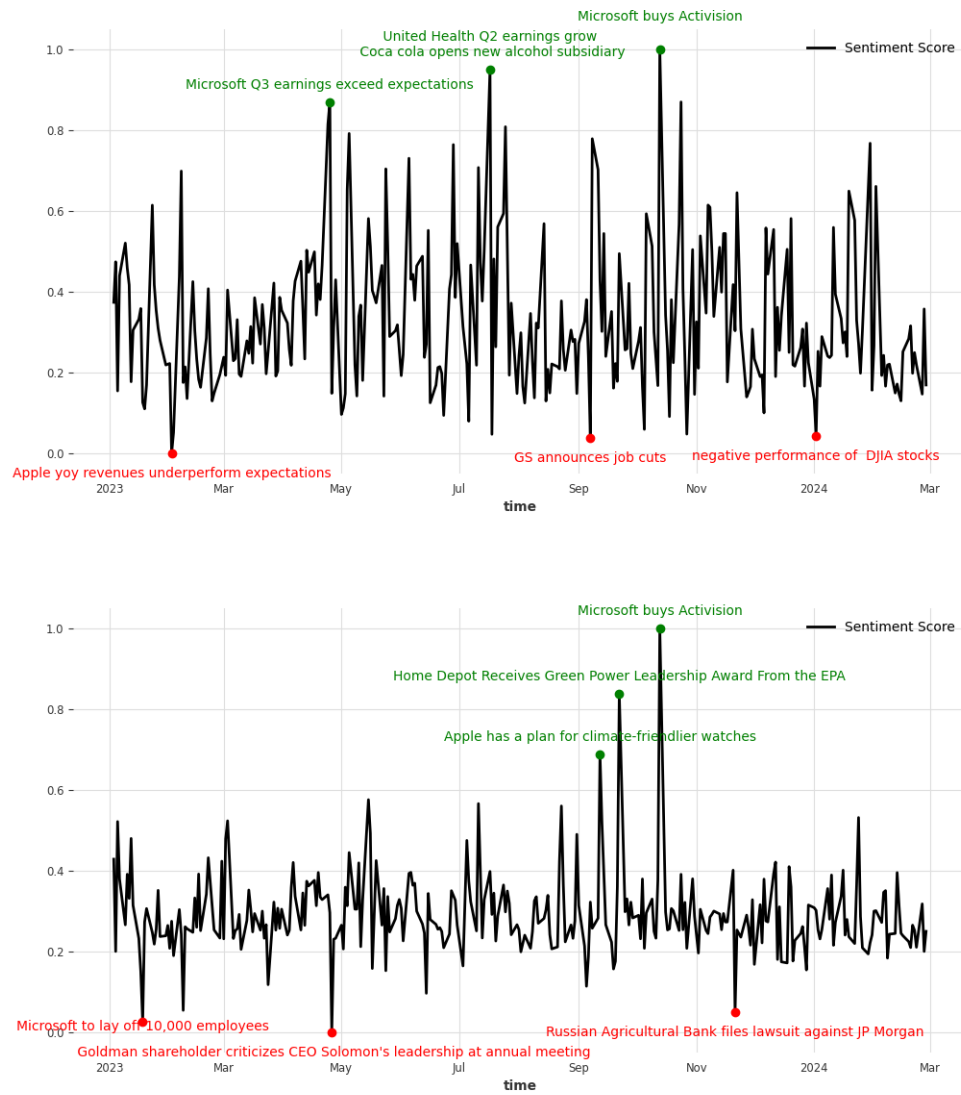 Microsoft buys Activision
United Health Q2 earnings grow
Coca cola opens new alcohol subsidiary
Microsoft Q3 earnings exceed expectations
Sentiment Score
1.0
0.8
0.6
0.4
0.2
0.0
GS announces job cuts
negative performance of  DJIA stocks
Apple yoy revenues underperform expectations
2023 Mar May Jul Sep Nov 2024 Mar
time
Microsoft buys Activision
Sentiment Score
Home Depot Receives Green Power Leadership Award From the EPA
Apple has a plan for climate-friendlier watches
1.0
0.8
0.6
0.4
0.2
0.0
Microsoft to lay off 10,000 employees
Russian Agricultural Bank files lawsuit against JP Morgan
Goldman shareholder criticizes CEO Solomon's leadership at annual meeting
2023 Mar May Jul Sep Nov 2024 Mar
time